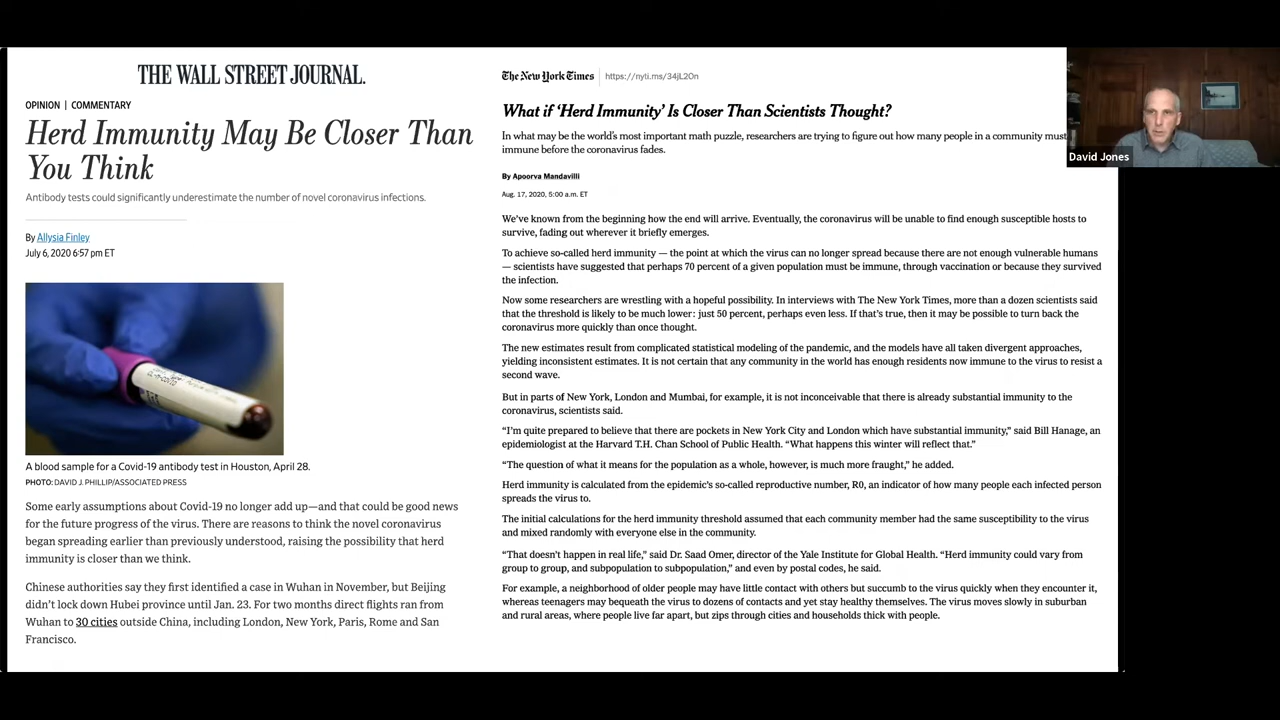 THE WALL STREET JOURNAL.
OPINION | COMMENTARY
Herd Immunity May Be Closer Than
You Think
Antibody tests could significantly underestimate the number of novel coronavirus infections.
By Allysia Finley
July 6, 2020 6:57 pm ET
A blood sample for a Covid-19 antibody test in Houston, April 28.
PHOTO: DAVID J. PHILLIP/ASSOCIATED PRESS
Some early assumptions about Covid-19 no longer add up—and that could be good news
for the future progress of the virus. There are reasons to think the novel coronavirus
began spreading earlier than previously understood, raising the possibility that herd
immunity is closer than we think.
Chinese authorities say they first identified a case in Wuhan in November, but Beijing
didn't lock down Hubei province until Jan. 23. For two months direct flights ran from
Wuhan to 30 cities outside China, including London, New York, Paris, Rome and San
Francisco.
The New York Times | https://nyti.ms/34jL2On
What if 'Herd Immunity' Is Closer Than Scientists Thought?
In what may be the world's most important math puzzle, researchers are trying to figure out how many people in a community must
immune before the coronavirus fades.
By Apoorva Mandavilli
Aug. 17, 2020, 5:00 a.m. ET
We've known from the beginning how the end will arrive. Eventually, the coronavirus will be unable to find enough susceptible hosts to
survive, fading out wherever it briefly emerges.
To achieve so-called herd immunity — the point at which the virus can no longer spread because there are not enough vulnerable humans
— scientists have suggested that perhaps 70 percent of a given population must be immune, through vaccination or because they survived
the infection.
Now some researchers are wrestling with a hopeful possibility. In interviews with The New York Times, more than a dozen scientists said
that the threshold is likely to be much lower: just 50 percent, perhaps even less. If that's true, then it may be possible to turn back the
coronavirus more quickly than once thought.
The new estimates result from complicated statistical modeling of the pandemic, and the models have all taken divergent approaches,
yielding inconsistent estimates. It is not certain that any community in the world has enough residents now immune to the virus to resist a
second wave.
But in parts of New York, London and Mumbai, for example, it is not inconceivable that there is already substantial immunity to the
coronavirus, scientists said.
"I'm quite prepared to believe that there are pockets in New York City and London which have substantial immunity," said Bill Hanage, an
epidemiologist at the Harvard T.H. Chan School of Public Health. "What happens this winter will reflect that."
"The question of what it means for the population as a whole, however, is much more fraught," he added.
Herd immunity is calculated from the epidemic's so-called reproductive number, R0, an indicator of how many people each infected person
spreads the virus to.
The initial calculations for the herd immunity threshold assumed that each community member had the same susceptibility to the virus
and mixed randomly with everyone else in the community.
"That doesn't happen in real life," said Dr. Saad Omer, director of the Yale Institute for Global Health. "Herd immunity could vary from
group to group, and subpopulation to subpopulation," and even by postal codes, he said.
For example, a neighborhood of older people may have little contact with others but succumb to the virus quickly when they encounter it,
whereas teenagers may bequeath the virus to dozens of contacts and yet stay healthy themselves. The virus moves slowly in suburban
and rural areas, where people live far apart, but zips through cities and households thick with people.
David Jones